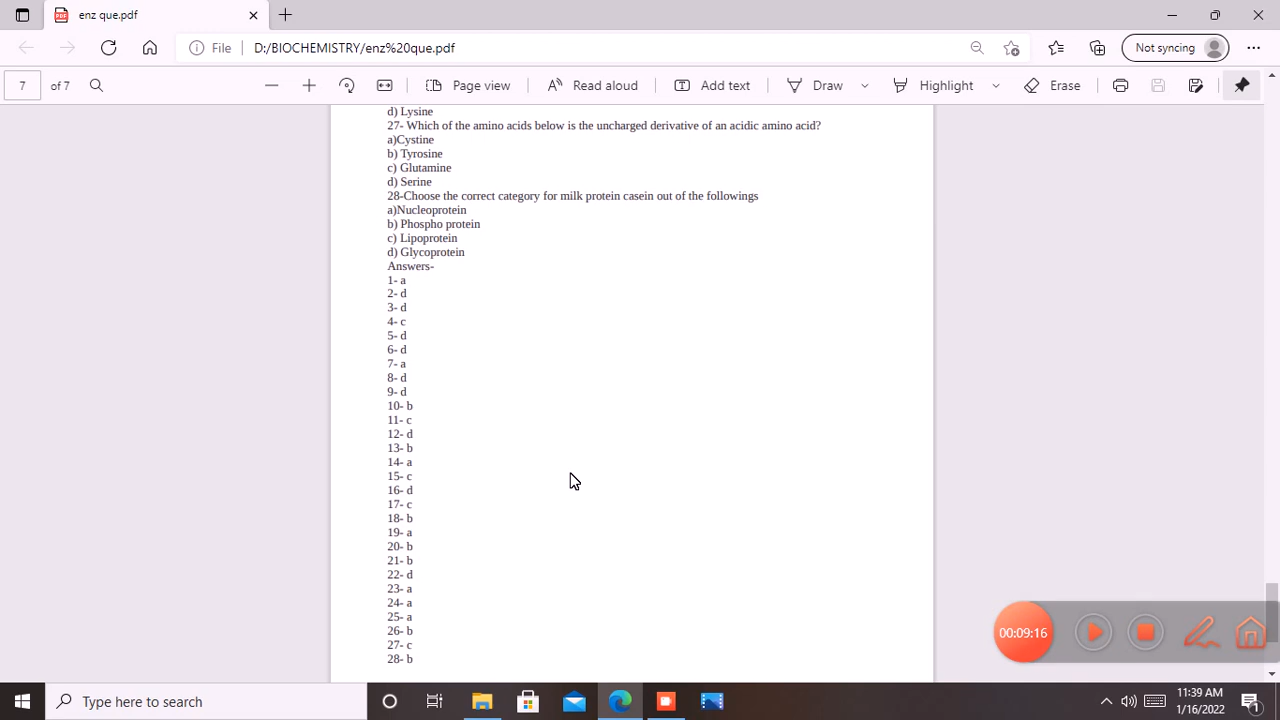 enz que.pdf
File
D:/BIOCHEMISTRY/enz%20que.pdf
Not syncing
7
of 7
Page view
Read aloud
Add text
Draw
Highlight
Erase
d) Lysine
27- Which of the amino acids below is the uncharged derivative of an acidic amino acid?
a)Cystine
b) Tyrosine
c) Glutamine
d) Serine
28-Choose the correct category for milk protein casein out of the followings
a)Nucleoprotein
b) Phospho protein
c) Lipoprotein
d) Glycoprotein
Answers-
1- a
2- d
3- d
4- c
5- d
6- d
7- a
8- d
9- d
10- b
11- c
12- d
13- b
14- a
15- c
16- d
17- c
18- b
19- a
20- b
21- b
22- d
23- a
24- a
25- a
26- b
27- c
28- b
00:09:16
Type here to search
11:39 AM
1/16/2022
1